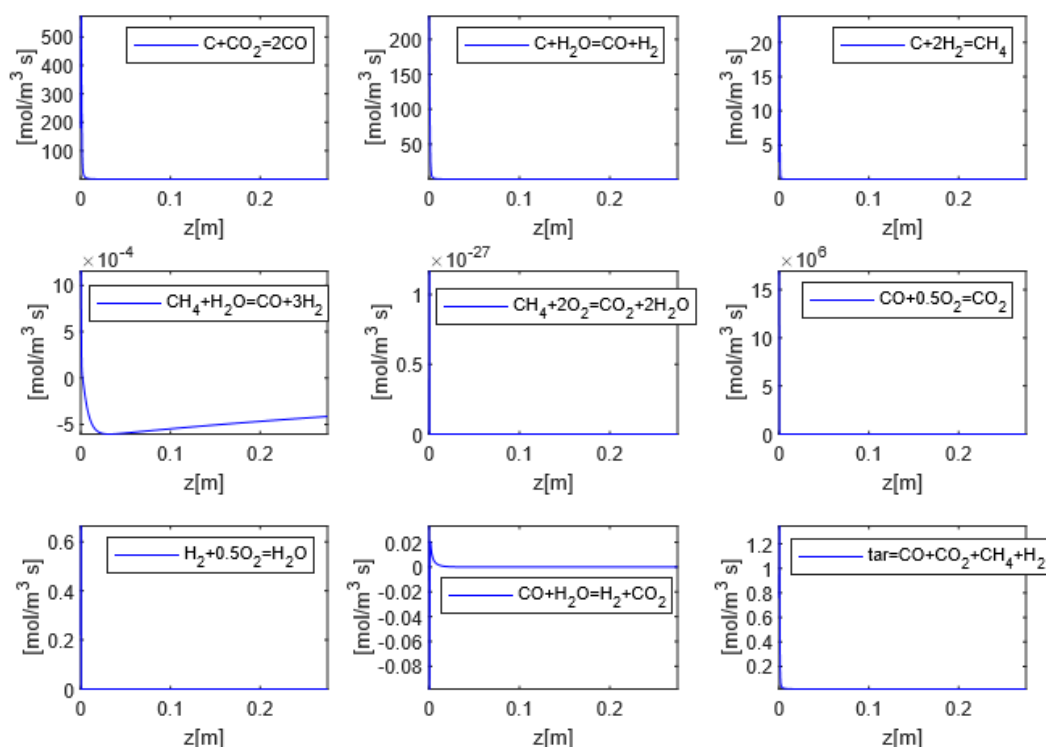 500
400
300
200
100
[mol/m³ s]
C+CO₂=2CO
0
0.1
0.2
z[m]
200
150
100
50
[mol/m³ s]
C+H₂O=CO+H₂
0
0.1
0.2
z[m]
20
15
10
5
[mol/m³ s]
C+2H₂=CH₄
0
0.1
0.2
z[m]
×10⁻⁴
10
5
0
-5
[mol/m³ s]
CH₄+H₂O=CO+3H₂
0
0.1
0.2
z[m]
×10⁻²⁷
1
0.5
0
[mol/m³ s]
CH₄+2O₂=CO₂+2H₂O
0
0.1
0.2
z[m]
×10⁶
15
10
5
0
[mol/m³ s]
CO+0.5O₂=CO₂
0
0.1
0.2
z[m]
0.6
0.4
0.2
0
[mol/m³ s]
H₂+0.5O₂=H₂O
0
0.1
0.2
z[m]
0.02
0
-0.02
-0.04
-0.06
-0.08
[mol/m³ s]
CO+H₂O=H₂+CO₂
0
0.1
0.2
z[m]
1.2
1
0.8
0.6
0.4
0.2
[mol/m³ s]
tar=CO+CO₂+CH₄+H₂
0
0.1
0.2
z[m]